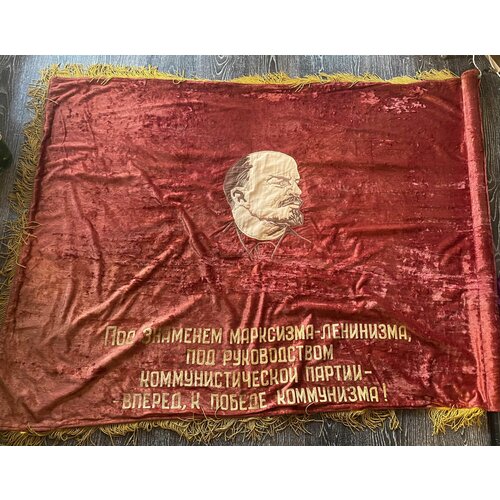 Под знаменем марксизма-ленинизма,
под руководством
коммунистической партии-
вперед, к победе коммунизма!